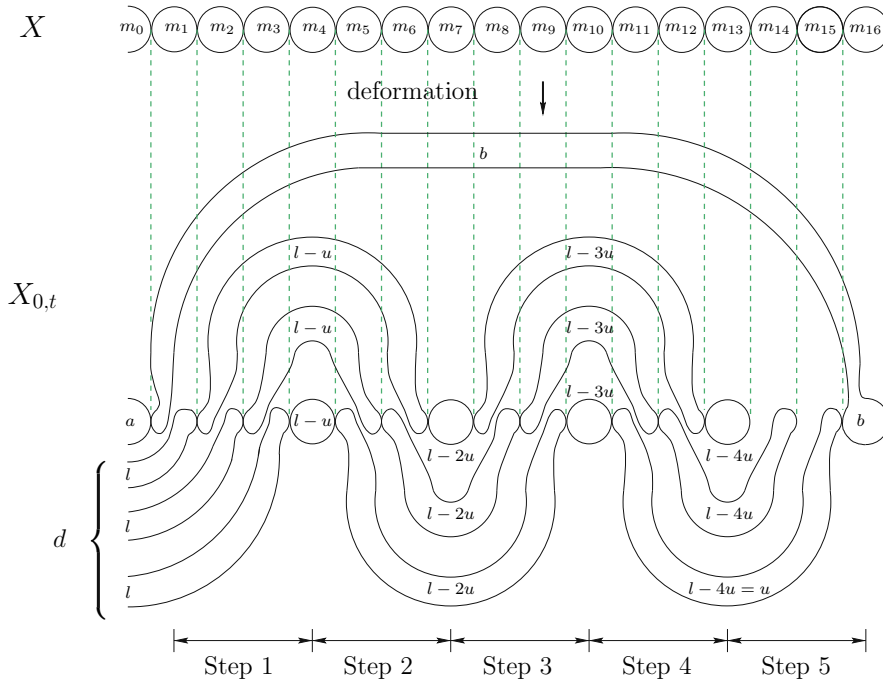 X m₀ m₁ m₂ m₃ m₄ m₅ m₆ m₇ m₈ m₉ m₁₀ m₁₁ m₁₂ m₁₃ m₁₄ m₁₅ m₁₆
deformation
b
l − u l − 3u
X₀,ₜ
l − u l − 3u
l − 3u
a l − u b
l − 2u l − 4u
l
d l l − 2u l − 4u
l l − 2u l − 4u = u
Step 1 Step 2 Step 3 Step 4 Step 5